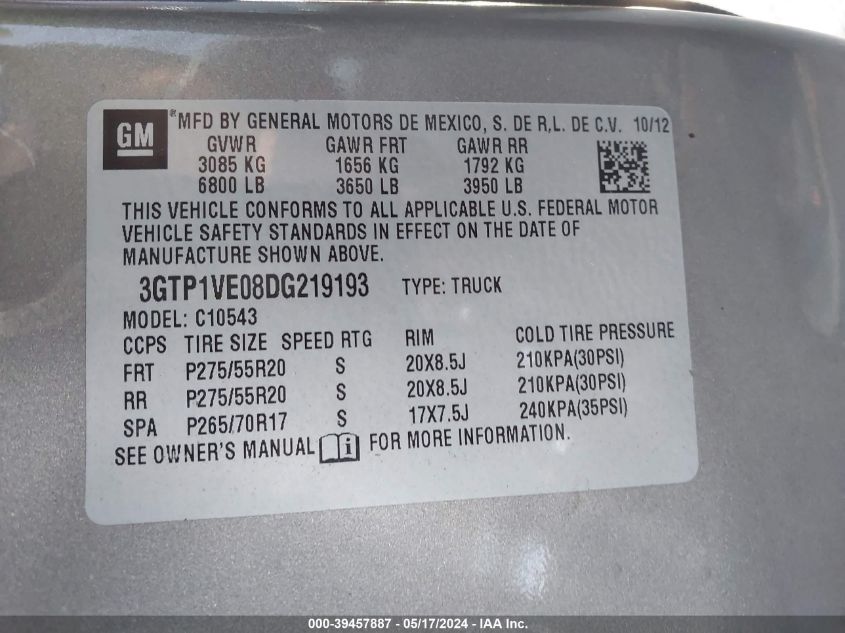 GM ®MFD BY GENERAL MOTORS DE MEXICO, S. DE R,L. DE C.V. 10/12
GVWR GAWR FRT GAWR RR
3085 KG 1656 KG 1792 KG
6800 LB 3650 LB 3950 LB
THIS VEHICLE CONFORMS TO ALL APPLICABLE U.S. FEDERAL MOTOR
VEHICLE SAFETY STANDARDS IN EFFECT ON THE DATE OF
MANUFACTURE SHOWN ABOVE.
3GTP1VE08DG219193 TYPE: TRUCK
MODEL: C10543
CCPS TIRE SIZE SPEED RTG RIM COLD TIRE PRESSURE
FRT P275/55R20 S 20X8.5J 210KPA(30PSI)
RR P275/55R20 S 20X8.5J 210KPA(30PSI)
SPA P265/70R17 S 17X7.5J 240KPA(35PSI)
SEE OWNER'S MANUAL i FOR MORE INFORMATION.
000-39457887 - 05/17/2024 - IAA Inc.